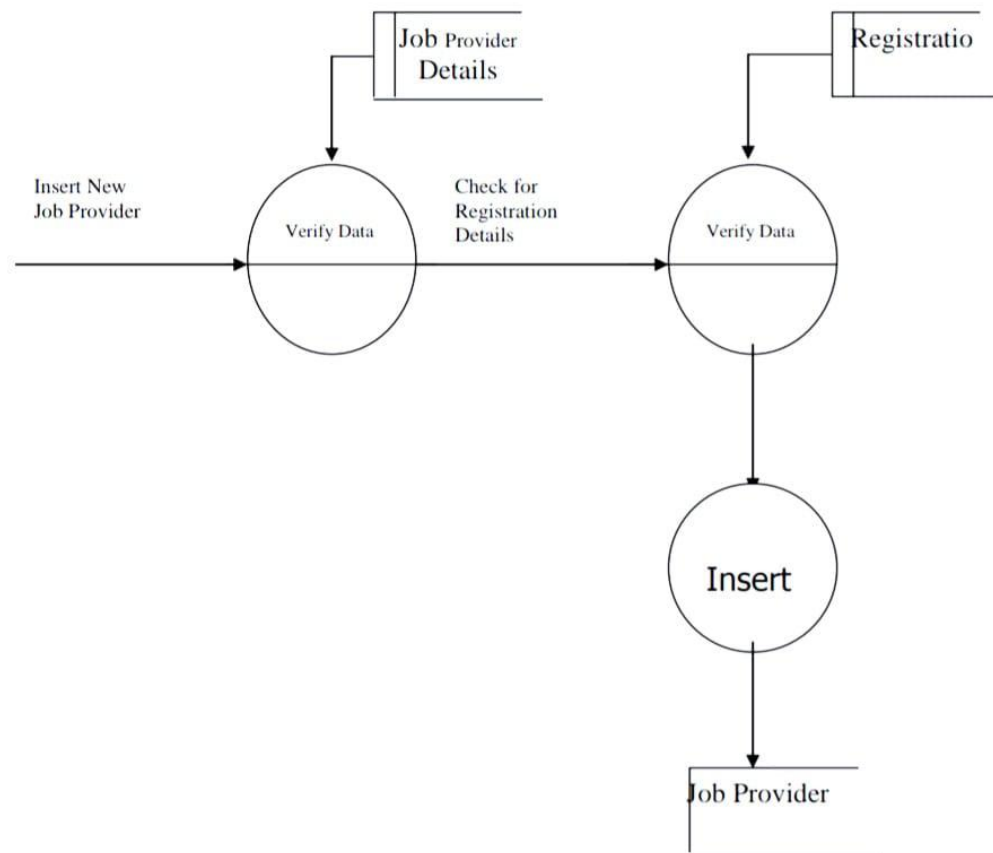 Job Provider
Details
Registratio
Insert New
Job Provider
Verify Data
Check for
Registration
Details
Verify Data
Insert
Job Provider